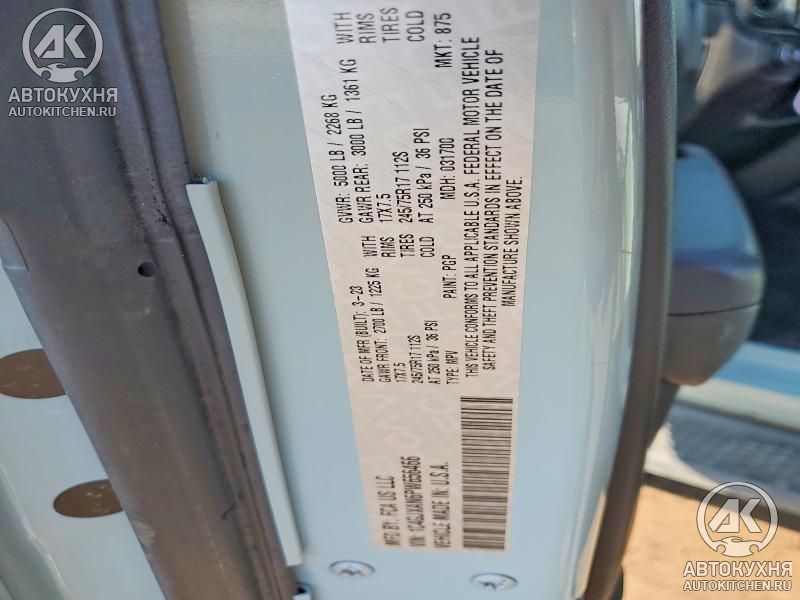 АВТОКУХНЯ
AUTOKITCHEN.RU
MFD. BY: FCA US LLC
DATE OF MFR (BUILT): 3-23
GVWR: 5000 LB / 2268 KG
GAWR FRONT: 2700 LB / 1225 KG WITH
GAWR REAR: 3000 LB / 1361 KG WITH
17X7.5 RIMS
17X7.5 RIMS
245/75R17 112S TIRES
245/75R17 112S TIRES
AT 250 kPa / 36 PSI COLD
AT 250 kPa / 36 PSI COLD
VIN: 1C4GJXAN6PW656466
TYPE: MPV
PAINT: PGP
MDH: 031700
MKT: 875
VEHICLE MADE IN: U.S.A.
THIS VEHICLE CONFORMS TO ALL APPLICABLE U.S.A. FEDERAL MOTOR VEHICLE
SAFETY AND THEFT PREVENTION STANDARDS IN EFFECT ON THE DATE OF
MANUFACTURE SHOWN ABOVE.
АВТОКУХНЯ
AUTOKITCHEN.RU